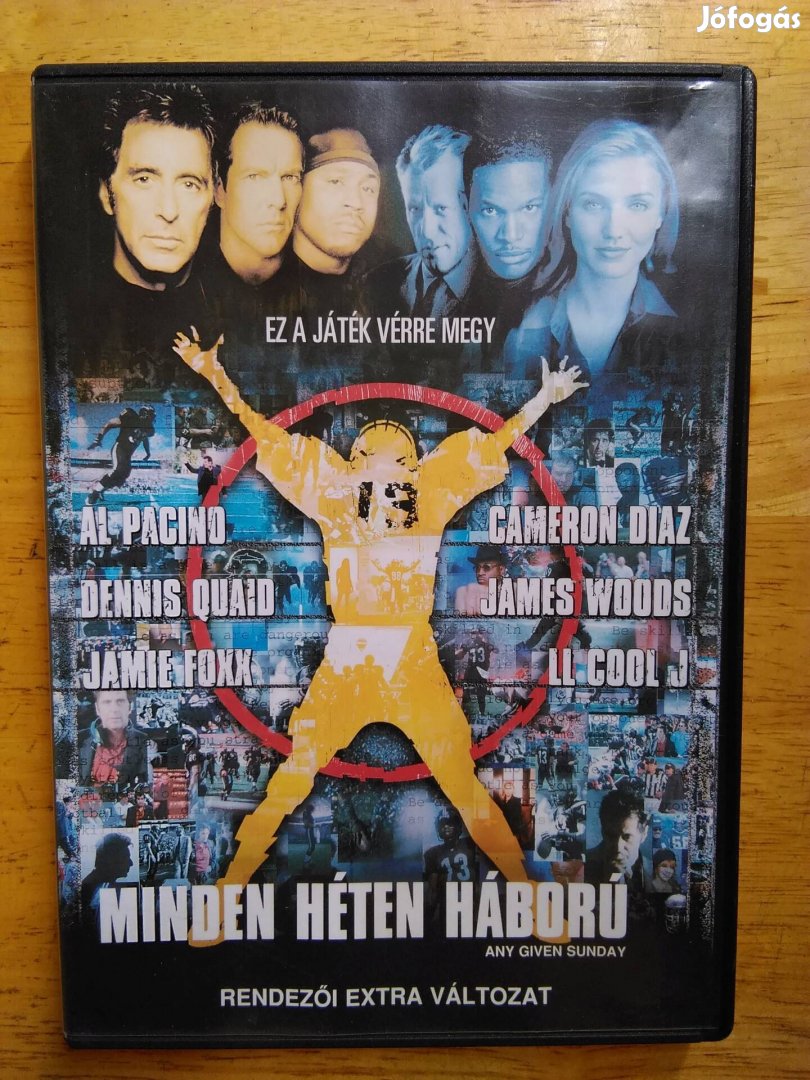 Jófogás
EZ A JÁTÉK VÉRRE MEGY
13
AL PACINO CAMERON DIAZ
DENNIS QUAID JAMES WOODS
JAMIE FOXX LL COOL J
13
MINDEN HÉTEN HÁBORÚ
ANY GIVEN SUNDAY
RENDEZŐI EXTRA VÁLTOZAT